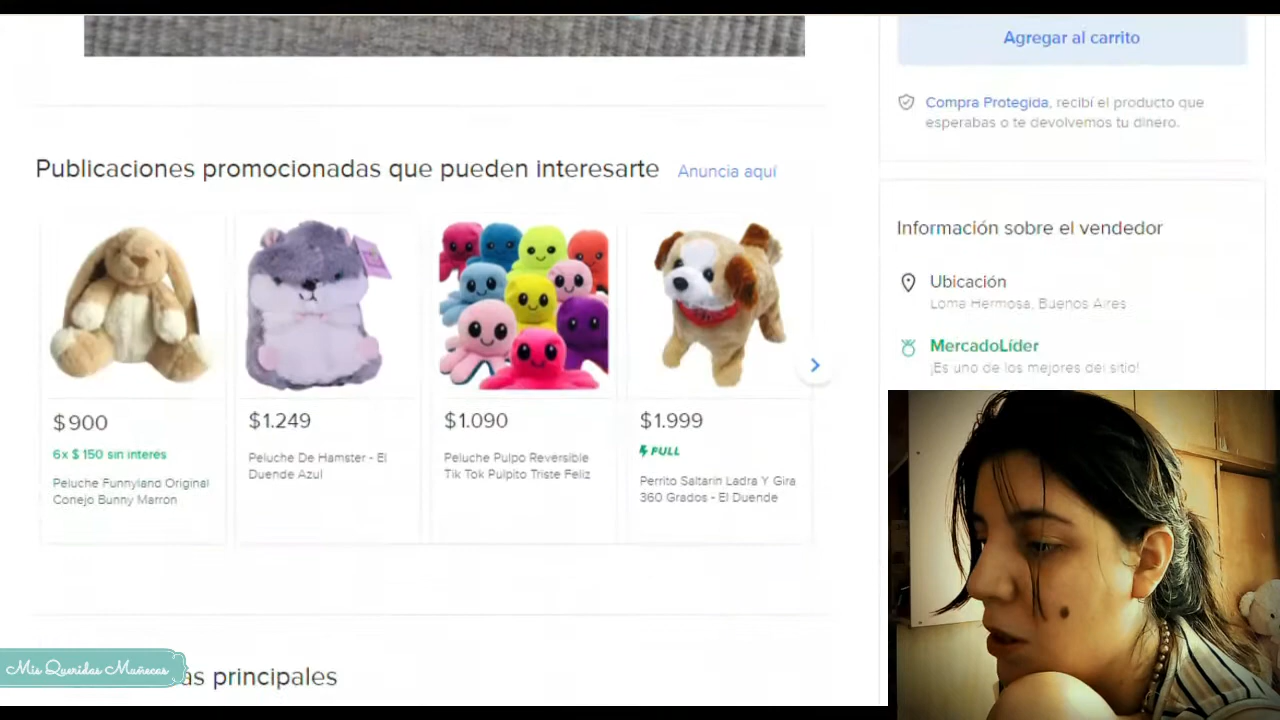 Agregar al carrito
Compra Protegida, recibí el producto que
esperabas o te devolvemos tu dinero.
Publicaciones promocionadas que pueden interesarte Anuncia aquí
$900
6x $150 sin interes
Peluche Funnyland Original
Conejo Bunny Marron
$1.249
Peluche De Hamster - El
Duende Azul
$1.090
Peluche Pulpo Reversible
Tik Tok Pulpito Triste Feliz
$1.999
FULL
Perrito Saltarin Ladra Y Gira
360 Grados - El Duende
Información sobre el vendedor
Ubicación
Loma Hermosa, Buenos Aires
MercadoLíder
¡Es uno de los mejores del sitio!
Mis Queridas Muñecas
as principales